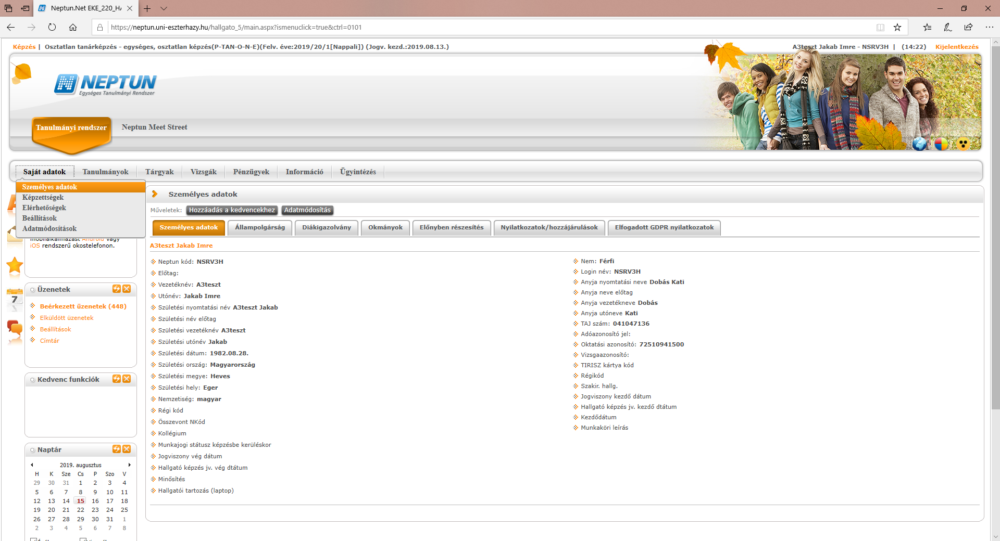 Neptun.Net EKE_220_HA
https://neptun.uni-eszterhazy.hu/hallgato_5/main.aspx?ismenuclick=true&ctrl=0101
Képzés | Osztatlan tanárképzés - egységes, osztatlan képzés(P-TAN-O-N-E)(Felv. éve:2019/20/1[Nappali]) (Jogv. kezd.:2019.08.13.)
A3teszt Jakab Imre - NSRV3H | (14:22) Kijelentkezés
NEPTUN
Egységes Tanulmányi Rendszer
Tanulmányi rendszer Neptun Meet Street
Saját adatok Tanulmányok Tárgyak Vizsgák Pénzügyek Információ Ügyintézés
Személyes adatok
Képzettségek
Elérhetőségek
Beállítások
Adatmódosítások
mobilalkalmazást Android vagy
iOS rendszerű okostelefonon.
7
Üzenetek
Beérkezett üzenetek (448)
Elküldött üzenetek
Beállítások
Címtár
Kedvenc funkciók
Naptár
2019. augusztus
H K Sze Cs P Szo V
29 30 31 1 2 3 4
5 6 7 8 9 10 11
12 13 14 15 16 17 18
19 20 21 22 23 24 25
26 27 28 29 30 31 1
2 3 4 5 6 7 8
Személyes adatok
Műveletek: Hozzáadás a kedvencekhez Adatmódosítás
Személyes adatok Állampolgárság Diákigazolvány Okmányok Előnyben részesítés Nyilatkozatok/hozzájárulások Elfogadott GDPR nyilatkozatok
A3teszt Jakab Imre
Neptun kód: NSRV3H
Előtag:
Vezetéknév: A3teszt
Utónév: Jakab Imre
Születési nyomtatási név A3teszt Jakab
Születési név előtag
Születési vezetéknév A3teszt
Születési utónév Jakab
Születési dátum: 1982.08.28.
Születési ország: Magyarország
Születési megye: Heves
Születési hely: Eger
Nemzetiség: magyar
Régi kód
Összevont NKód
Kollégium
Munkajogi státusz képzésbe kerüléskor
Jogviszony vég dátum
Hallgató képzés jv. vég dtátum
Minősítés
Hallgatói tartozás (laptop)
Nem: Férfi
Login név: NSRV3H
Anyja nyomtatási neve Dobás Kati
Anyja neve előtag
Anyja vezetékneve Dobás
Anyja utóneve Kati
TAJ szám: 041047136
Adóazonosító jel:
Oktatási azonosító: 72510941500
Vizsgaazonosító:
TIRISZ kártya kód
Régikód
Szakir. hallg.
Jogviszony kezdő dátum
Hallgató képzés jv. kezdő dtátum
Kezdődátum
Munkaköri leírás